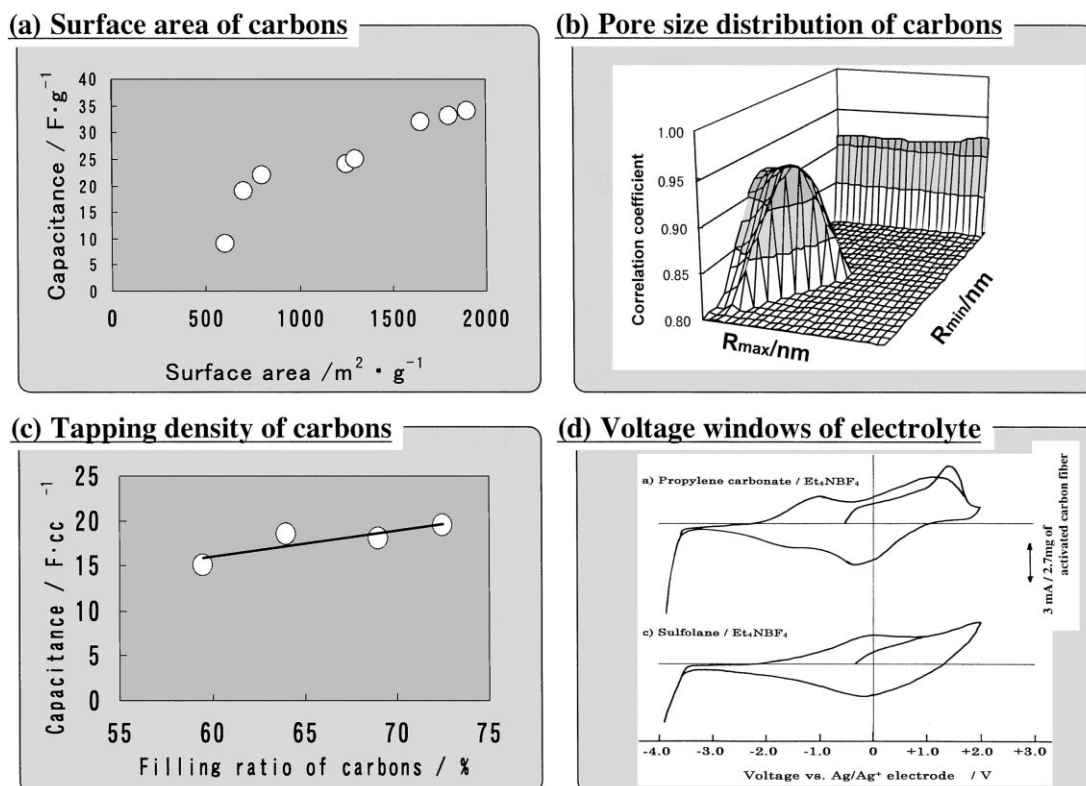 (a) Surface area of carbons
Capacitance / F·g⁻¹
40
35
30
25
20
15
10
5
0
0 500 1000 1500 2000
Surface area /m² · g⁻¹
(b) Pore size distribution of carbons
Correlation coefficient
1.00
0.95
0.90
0.85
0.80
Rmax/nm
Rmin/nm
(c) Tapping density of carbons
Capacitance / F·cc⁻¹
25
20
15
10
5
0
55 60 65 70 75
Filling ratio of carbons / %
(d) Voltage windows of electrolyte
a) Propylene carbonate / Et₄NBF₄
3 mA / 2.7mg of
activated carbon fiber
c) Sulfolane / Et₄NBF₄
-4.0 -3.0 -2.0 -1.0 0 +1.0 +2.0 +3.0
Voltage vs. Ag/Ag⁺ electrode / V